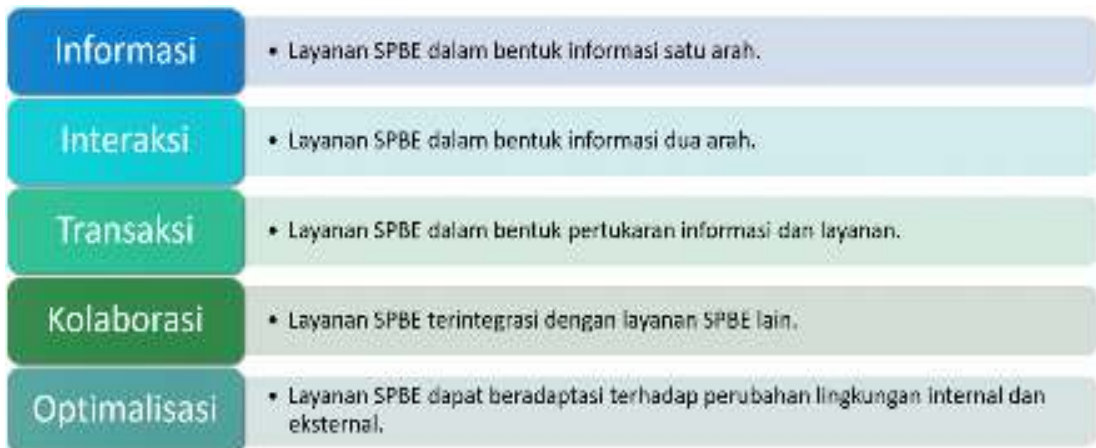 Informasi
• Layanan SPBE dalam bentuk informasi satu arah.
Interaksi
• Layanan SPBE dalam bentuk informasi dua arah.
Transaksi
• Layanan SPBE dalam bentuk pertukaran informasi dan layanan.
Kolaborasi
• Layanan SPBE terintegrasi dengan layanan SPBE lain.
Optimalisasi
• Layanan SPBE dapat beradaptasi terhadap perubahan lingkungan internal dan
eksternal.